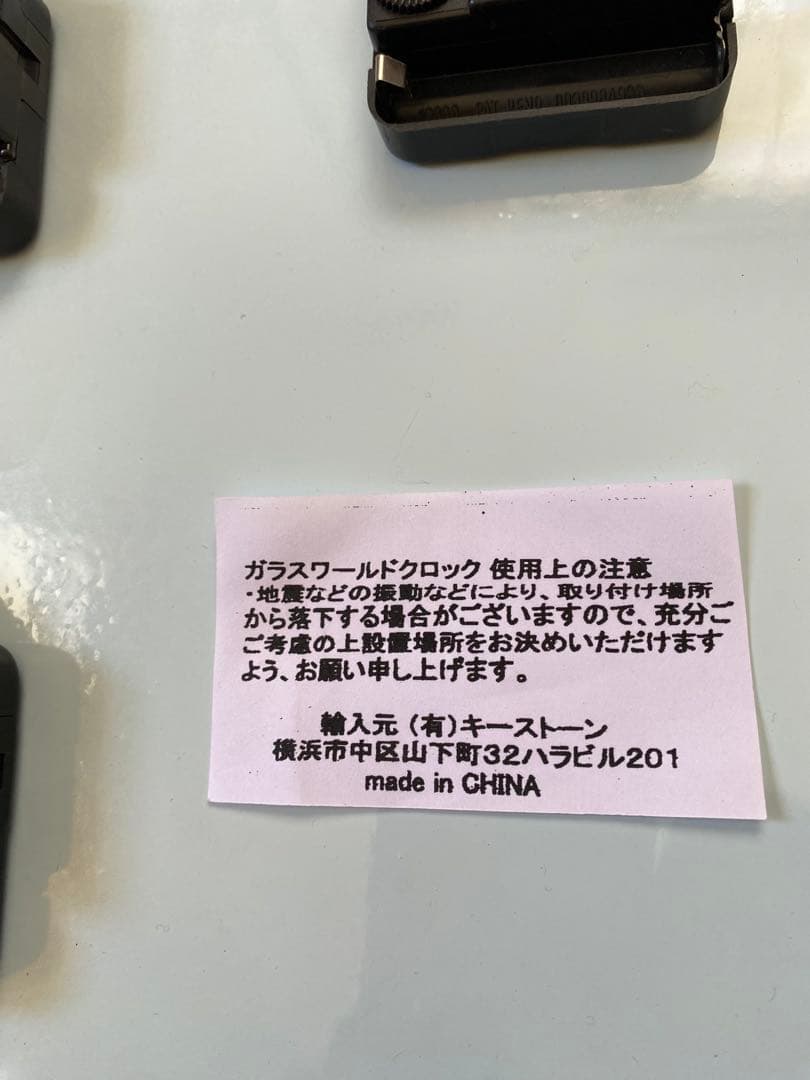 ガラスワールドクロック 使用上の注意
・地震などの振動などにより、取り付け場所
から落下する場合がございますので、充分ご
ご考慮の上設置場所をお決めいただけます
よう、お願い申し上げます。
輸入元 (有)キーストーン
横浜市中区山下町32ハラビル201
made in CHINA